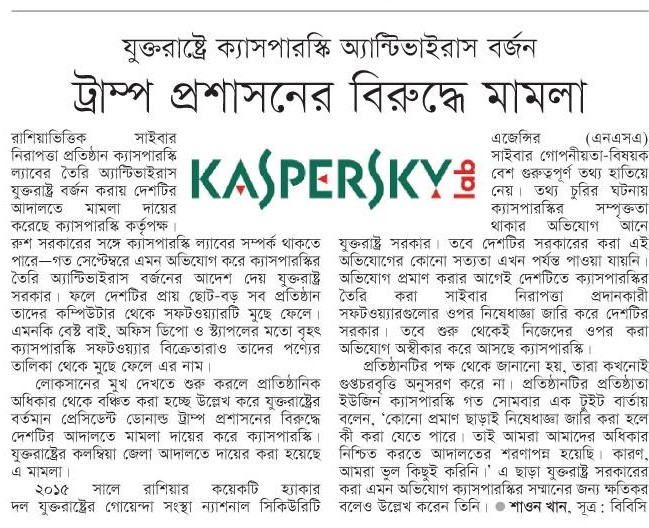 যুক্তরাষ্ট্রে ক্যাসপারস্কি অ্যান্টিভাইরাস বর্জন
ট্রাম্প প্রশাসনের বিরুদ্ধে মামলা
রাশিয়াভিত্তিক সাইবার
নিরাপত্তা প্রতিষ্ঠান ক্যাসপারস্কি
ল্যাবের তৈরি অ্যান্টিভাইরাস
যুক্তরাষ্ট্র বর্জন করায় দেশটির
আদালতে মামলা দায়ের
করেছে ক্যাসপারস্কি কর্তৃপক্ষ।
রুশ সরকারের সঙ্গে ক্যাসপারস্কি ল্যাবের সম্পর্ক থাকতে
পারে—গত সেপ্টেম্বরে এমন অভিযোগ করে ক্যাসপারস্কির
তৈরি অ্যান্টিভাইরাস বর্জনের আদেশ দেয় যুক্তরাষ্ট্র
সরকার। ফলে দেশটির প্রায় ছোট-বড় সব প্রতিষ্ঠান
তাদের কম্পিউটার থেকে সফটওয়্যারটি মুছে ফেলে।
এমনকি বেস্ট বাই, অফিস ডিপো ও স্ট্যাপলের মতো বৃহৎ
ক্যাসপারস্কি সফটওয়্যার বিক্রেতারাও তাদের পণ্যের
তালিকা থেকে মুছে ফেলে এর নাম।
লোকসানের মুখ দেখতে শুরু করলে প্রাতিষ্ঠানিক
অধিকার থেকে বঞ্চিত করা হচ্ছে উল্লেখ করে যুক্তরাষ্ট্রের
বর্তমান প্রেসিডেন্ট ডোনাল্ড ট্রাম্প প্রশাসনের বিরুদ্ধে
দেশটির আদালতে মামলা দায়ের করে ক্যাসপারস্কি।
যুক্তরাষ্ট্রের কলম্বিয়া জেলা আদালতে দায়ের করা হয়েছে
এ মামলা।
২০১৫ সালে রাশিয়ার কয়েকটি হ্যাকার
দল যুক্তরাষ্ট্রের গোয়েন্দা সংস্থা ন্যাশনাল সিকিউরিটি
KASPERSKY lab
এজেন্সির (এনএসএ)
সাইবার গোপনীয়তা-বিষয়ক
বেশ গুরুত্বপূর্ণ তথ্য হাতিয়ে
নেয়। তথ্য চুরির ঘটনায়
ক্যাসপারস্কির সম্পৃক্ততা
থাকার অভিযোগ আনে
যুক্তরাষ্ট্র সরকার। তবে দেশটির সরকারের করা এই
অভিযোগের কোনো সত্যতা এখন পর্যন্ত পাওয়া যায়নি।
অভিযোগ প্রমাণ করার আগেই দেশটিতে ক্যাসপারস্কির
তৈরি করা সাইবার নিরাপত্তা প্রদানকারী
সফটওয়্যারগুলোর ওপর নিষেধাজ্ঞা জারি করে দেশটির
সরকার। তবে শুরু থেকেই নিজেদের ওপর করা
অভিযোগ অস্বীকার করে আসছে ক্যাসপারস্কি।
প্রতিষ্ঠানটির পক্ষ থেকে জানানো হয়, তারা কখনোই
গুপ্তচরবৃত্তি অনুসরণ করে না। প্রতিষ্ঠানটির প্রতিষ্ঠাতা
ইউজিন ক্যাসপারস্কি গত সোমবার এক টুইট বার্তায়
বলেন, ‘কোনো প্রমাণ ছাড়াই নিষেধাজ্ঞা জারি করা হলে
কী করা যেতে পারে। তাই আমরা আমাদের অধিকার
নিশ্চিত করতে আদালতের শরণাপন্ন হয়েছি। কারণ,
আমরা ভুল কিছুই করিনি।’ এ ছাড়া যুক্তরাষ্ট্র সরকারের
করা এমন অভিযোগ ক্যাসপারস্কির সম্মানের জন্য ক্ষতিকর
বলেও উল্লেখ করেন তিনি। ● শাওন খান, সূত্র : বিবিসি